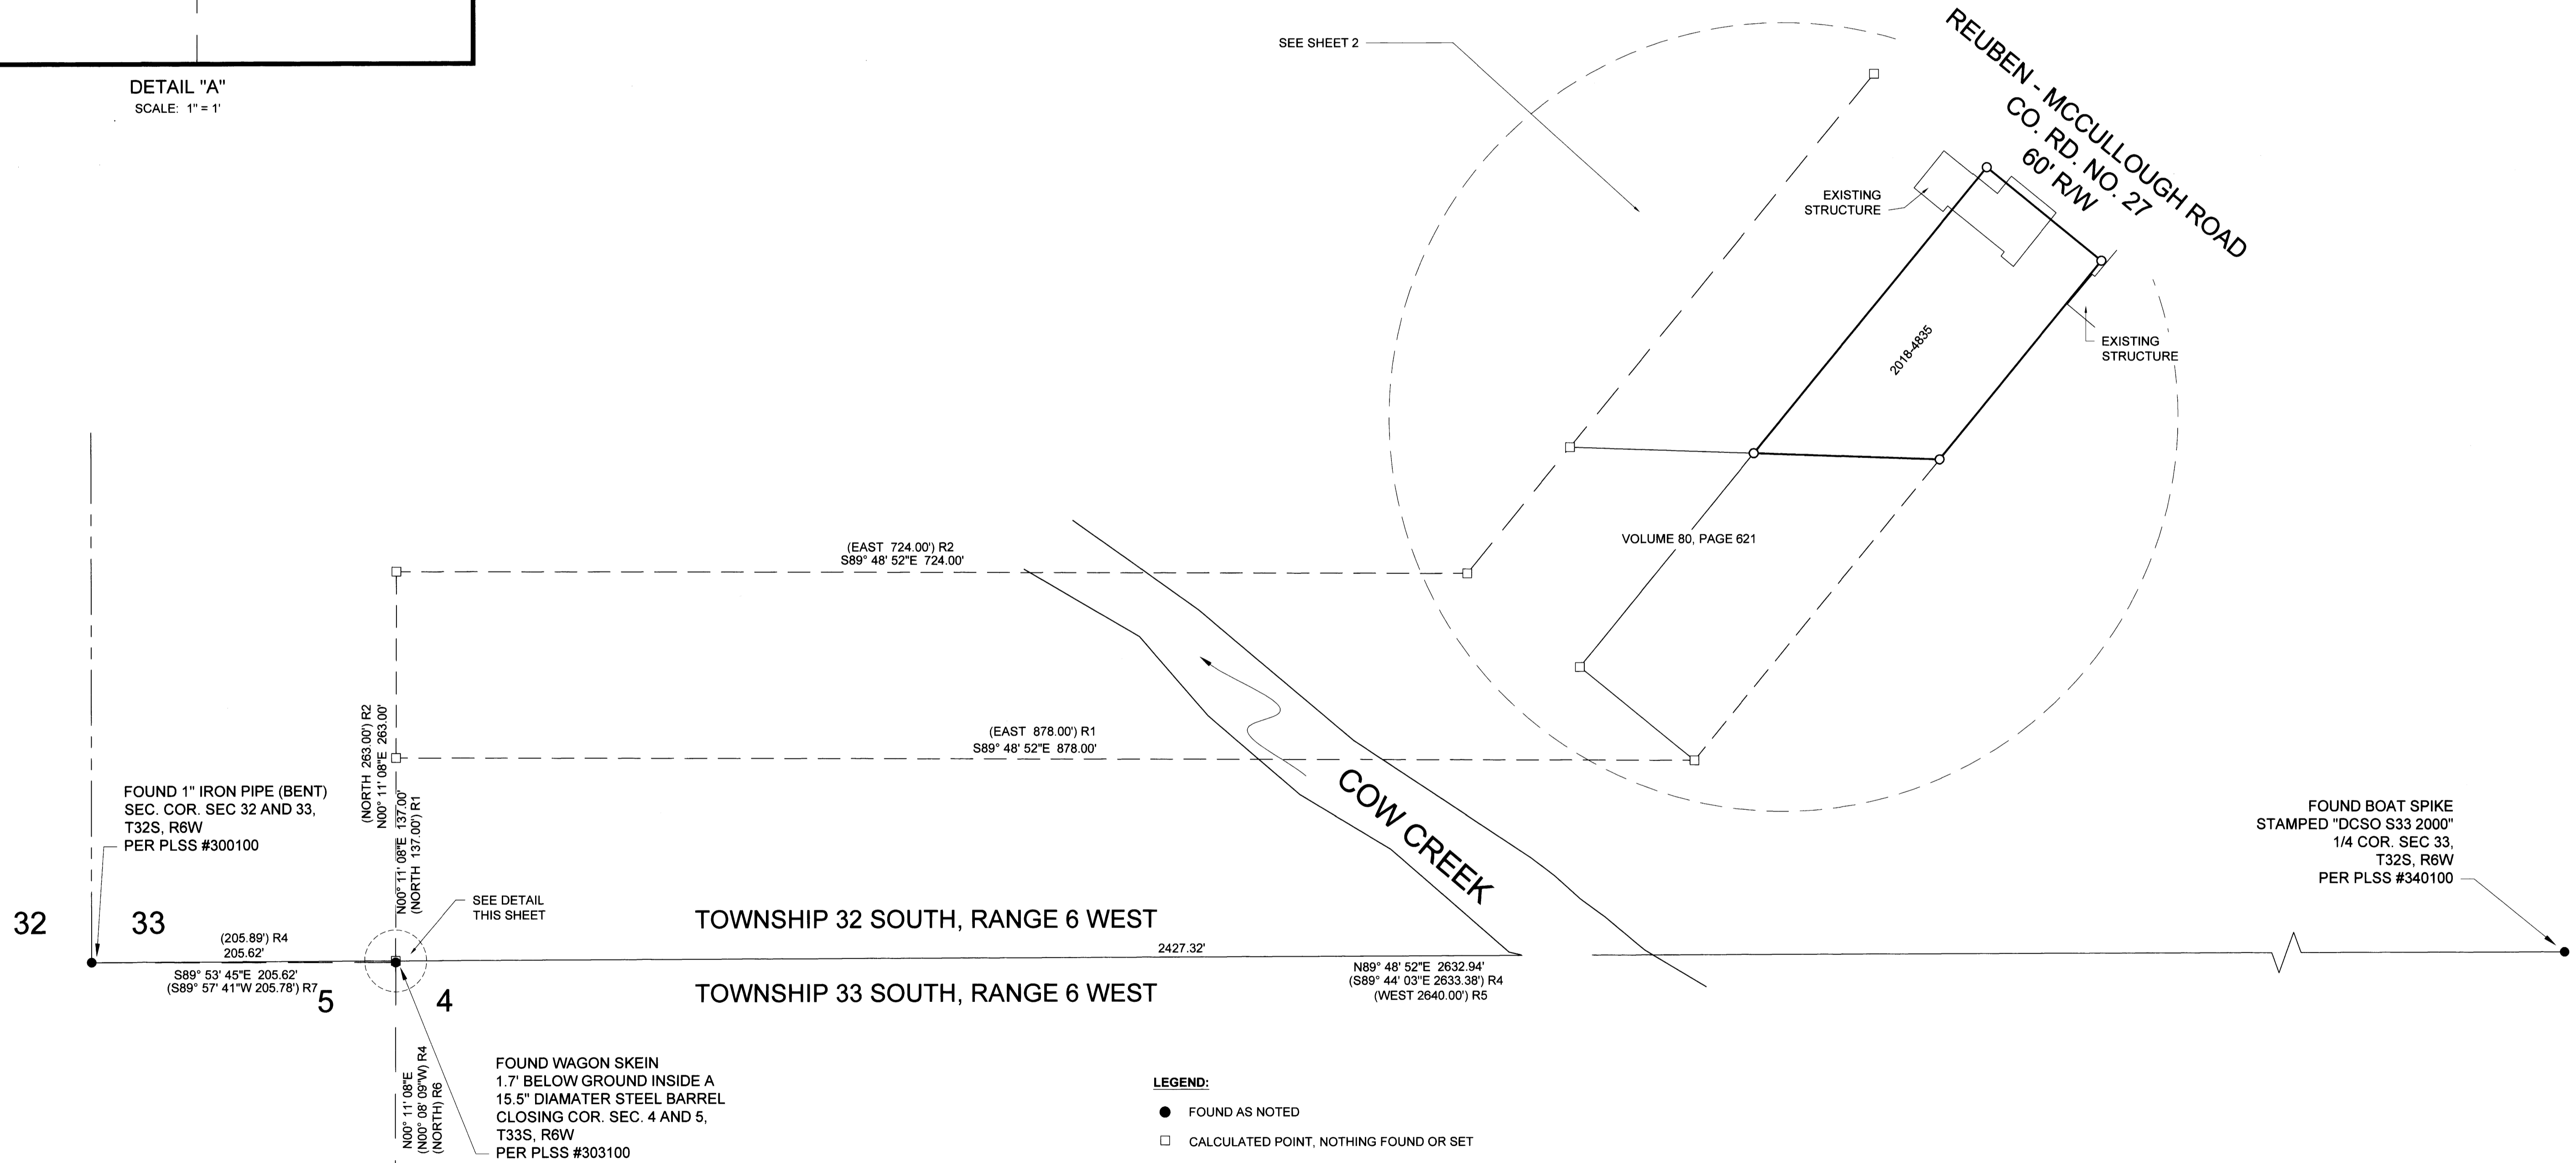 DETAIL "A"
SCALE: 1" = 1'
SEE SHEET 2
REUBEN - MCCULLOUGH ROAD
CO. RD. NO. 27
60' R/W
EXISTING
STRUCTURE
EXISTING
STRUCTURE
2018-4835
VOLUME 80, PAGE 621
(EAST 724.00') R2
S89° 48' 52"E 724.00'
(NORTH 263.00') R2
N00° 11' 08"E 263.00'
(EAST 878.00') R1
S89° 48' 52"E 878.00'
N00° 11' 08"E 137.00'
(NORTH 137.00') R1
FOUND 1" IRON PIPE (BENT)
SEC. COR. SEC 32 AND 33,
T32S, R6W
PER PLSS #300100
COW CREEK
FOUND BOAT SPIKE
STAMPED "DCSO S33 2000"
1/4 COR. SEC 33,
T32S, R6W
PER PLSS #340100
SEE DETAIL
THIS SHEET
32
33
TOWNSHIP 32 SOUTH, RANGE 6 WEST
(205.89') R4
205.62'
2427.32'
S89° 53' 45"E 205.62'
(S89° 57' 41"W 205.78') R7
N89° 48' 52"E 2632.94'
(S89° 44' 03"E 2633.38') R4
(WEST 2640.00') R5
5
4
TOWNSHIP 33 SOUTH, RANGE 6 WEST
N00° 11' 08"E
(N00° 08' 09"W) R4
(NORTH) R6
FOUND WAGON SKEIN
1.7' BELOW GROUND INSIDE A
15.5" DIAMATER STEEL BARREL
CLOSING COR. SEC. 4 AND 5,
T33S, R6W
PER PLSS #303100
LEGEND:
FOUND AS NOTED
CALCULATED POINT, NOTHING FOUND OR SET